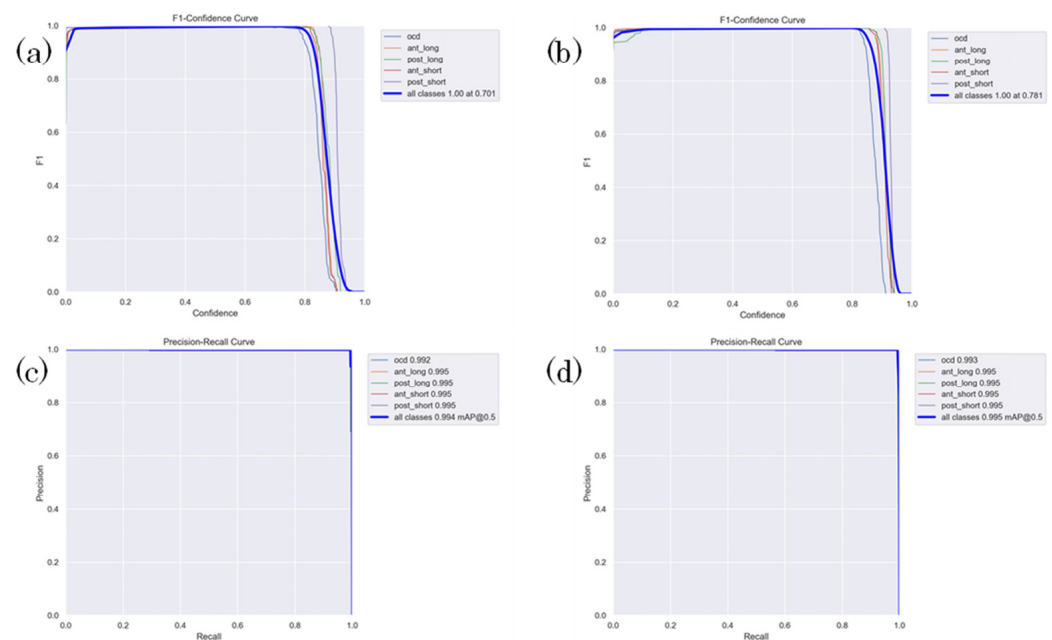 (a)
F1-Confidence Curve
1.0
0.8
0.6
0.4
0.2
0.0
F1
0.0 0.2 0.4 0.6 0.8 1.0
Confidence
ocd
ant_long
post_long
ant_short
post_short
all classes 1.00 at 0.701
(b)
F1-Confidence Curve
1.0
0.8
0.6
0.4
0.2
0.0
F1
0.0 0.2 0.4 0.6 0.8 1.0
Confidence
ocd
ant_long
post_long
ant_short
post_short
all classes 1.00 at 0.781
(c)
Precision-Recall Curve
1.0
0.8
0.6
0.4
0.2
0.0
Precision
0.0 0.2 0.4 0.6 0.8 1.0
Recall
ocd 0.992
ant_long 0.995
post_long 0.995
ant_short 0.995
post_short 0.995
all classes 0.994 mAP@0.5
(d)
Precision-Recall Curve
1.0
0.8
0.6
0.4
0.2
0.0
Precision
0.0 0.2 0.4 0.6 0.8 1.0
Recall
ocd 0.993
ant_long 0.995
post_long 0.995
ant_short 0.995
post_short 0.995
all classes 0.995 mAP@0.5